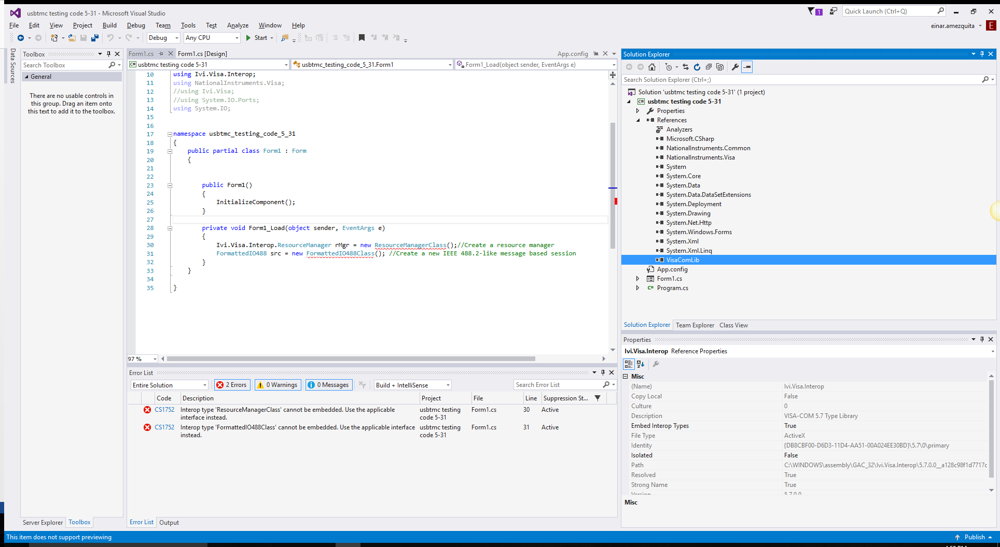 usbtmc testing code 5-31 - Microsoft Visual Studio
1
Quick Launch (Ctrl+Q)
File Edit View Project Build Debug Team Tools Test Analyze Window Help
einar.amezquita
E
Debug
Any CPU
Start
Data Sources
Toolbox
Search Toolbox
General
There are no usable controls in
this group. Drag an item onto
this text to add it to the toolbox.
Server Explorer Toolbox
Form1.cs Form1.cs [Design] App.config
usbtmc testing code 5-31
usbtmc_testing_code_5_31.Form1
Form1_Load(object sender, EventArgs e)
10 using Ivi.Visa.Interop;
11 using NationalInstruments.Visa;
12 //using Ivi.Visa;
13 //using System.IO.Ports;
14 using System.IO;
15
16
17 namespace usbtmc_testing_code_5_31
18 {
19 public partial class Form1 : Form
20 {
21
22
23 public Form1()
24 {
25 InitializeComponent();
26 }
27
28 private void Form1_Load(object sender, EventArgs e)
29 {
30 Ivi.Visa.Interop.ResourceManager rMgr = new ResourceManagerClass();//Create a resource manager
31 FormattedIO488 src = new FormattedIO488Class(); //Create a new IEEE 488.2-like message based session
32 }
33 }
34
35 }
97 %
Error List
Entire Solution
2 Errors
0 Warnings
0 Messages
Build + IntelliSense
Search Error List
Code Description Project File Line Suppression St...
CS1752 Interop type 'ResourceManagerClass' cannot be embedded. Use the applicable usbtmc testing Form1.cs 30 Active
interface instead. code 5-31
CS1752 Interop type 'FormattedIO488Class' cannot be embedded. Use the applicable interface usbtmc testing Form1.cs 31 Active
instead. code 5-31
Error List Output
Solution Explorer
Search Solution Explorer (Ctrl+;)
Solution 'usbtmc testing code 5-31' (1 project)
C# usbtmc testing code 5-31
Properties
References
Analyzers
Microsoft.CSharp
NationalInstruments.Common
NationalInstruments.Visa
System
System.Core
System.Data
System.Data.DataSetExtensions
System.Deployment
System.Drawing
System.Net.Http
System.Windows.Forms
System.Xml
System.Xml.Linq
VisaComLib
App.config
Form1.cs
C# Program.cs
Solution Explorer Team Explorer Class View
Properties
Ivi.Visa.Interop Reference Properties
Misc
(Name) Ivi.Visa.Interop
Copy Local False
Culture 0
Description VISA-COM 5.7 Type Library
Embed Interop Types True
File Type ActiveX
Identity {DB8CBF00-D6D3-11D4-AA51-00A024EE30BD}\5.7\0\primary
Isolated False
Path C:\WINDOWS\assembly\GAC_32\Ivi.Visa.Interop\5.7.0.0__a128c98f1d7717c
Resolved True
Strong Name True
Version 5.7.0.0
Misc
This item does not support previewing
Publish